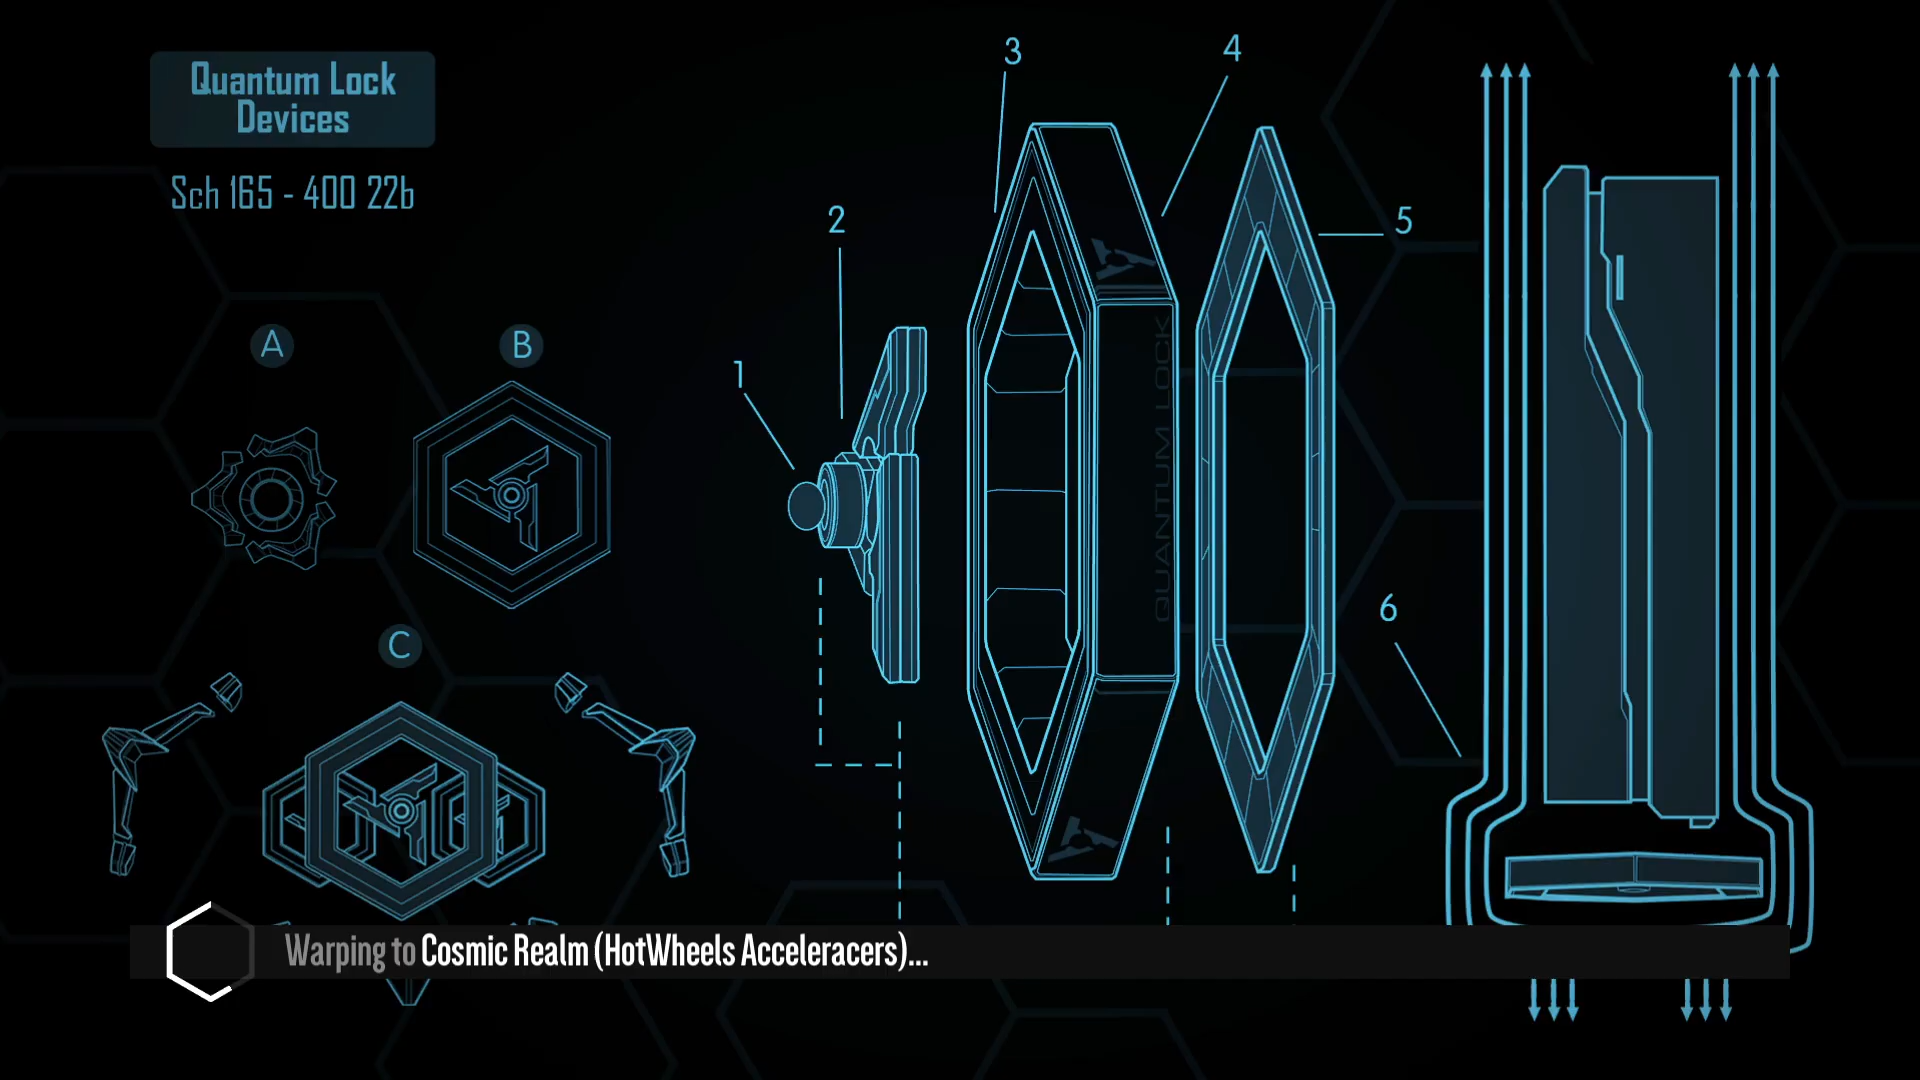 Quantum Lock
Devices
Sch 165 - 400 22b
A
B
C
1
2
3
4
5
6
QUANTUM LOCK
Warping to Cosmic Realm (HotWheels Acceleracers)...